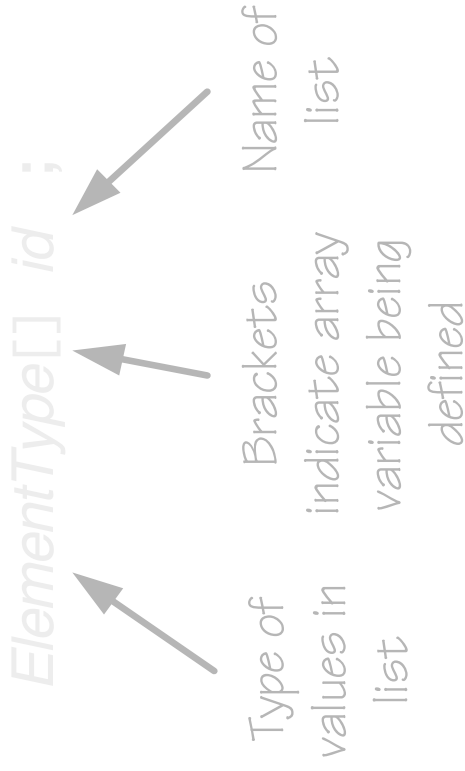 ElementType[] id ;
Type of
values in
list
Brackets
indicate array
variable being
defined
Name of
list